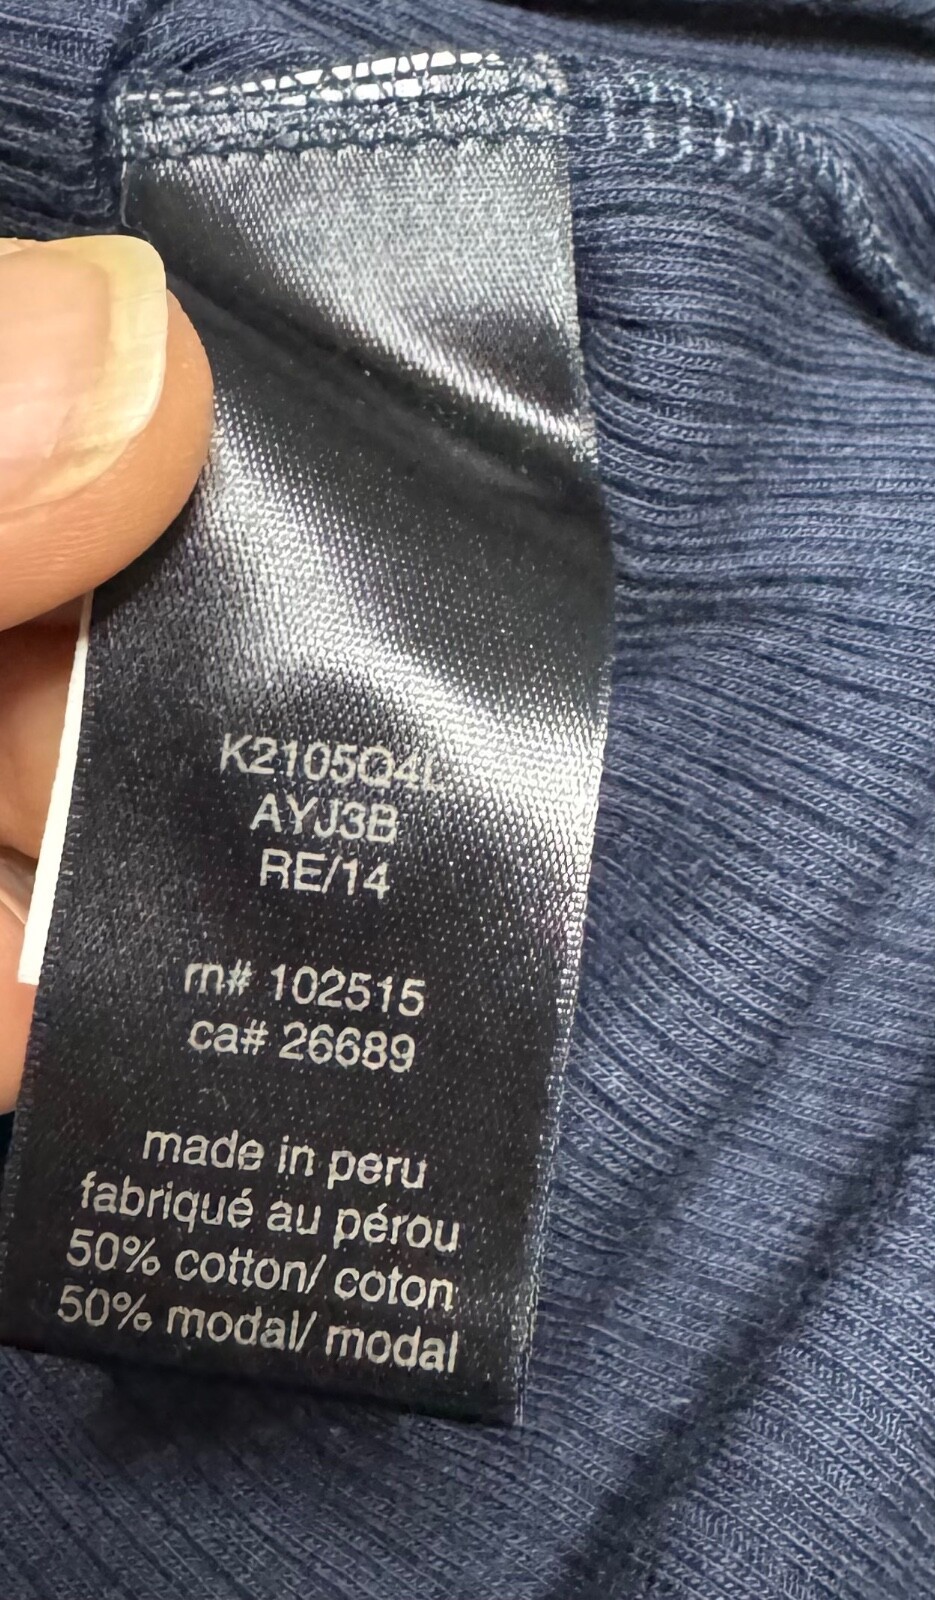 K2105Q4L
AYJ3B
RE/14
rn# 102515
ca# 26689
made in peru
fabriqué au pérou
50% cotton/ coton
50% modal/ modal